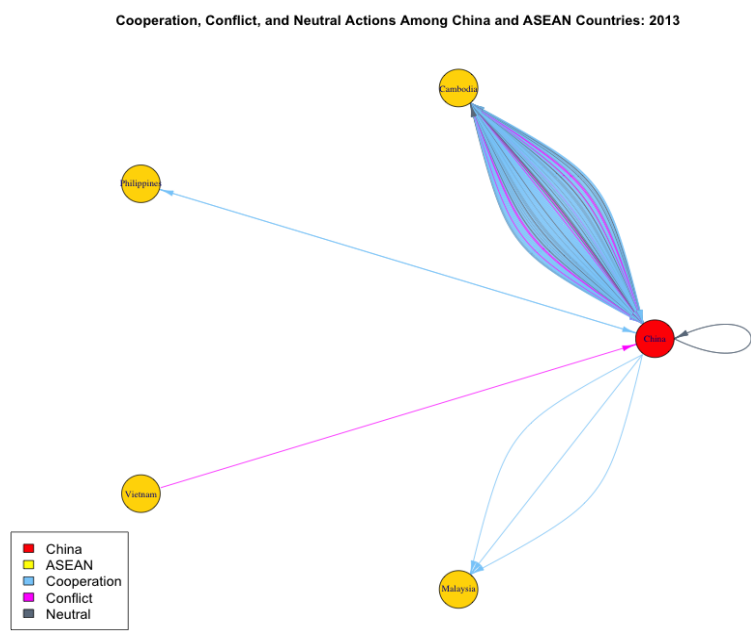 Cooperation, Conflict, and Neutral Actions Among China and ASEAN Countries: 2013
Cambodia
Philippines
China
Vietnam
Malaysia
China
ASEAN
Cooperation
Conflict
Neutral